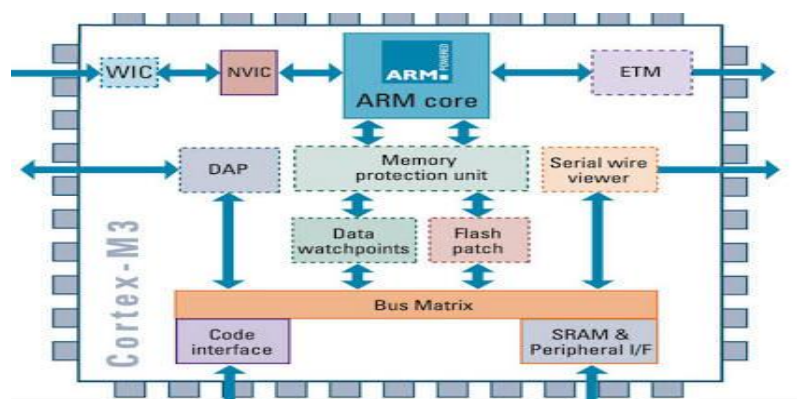 WIC
NVIC
ARM POWERED
ARM core
ETM
DAP
Memory
protection unit
Serial wire
viewer
Data
watchpoints
Flash
patch
Cortex-M3
Bus Matrix
Code
interface
SRAM &
Peripheral I/F